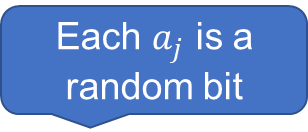 Each $a_j$ is a
random bit